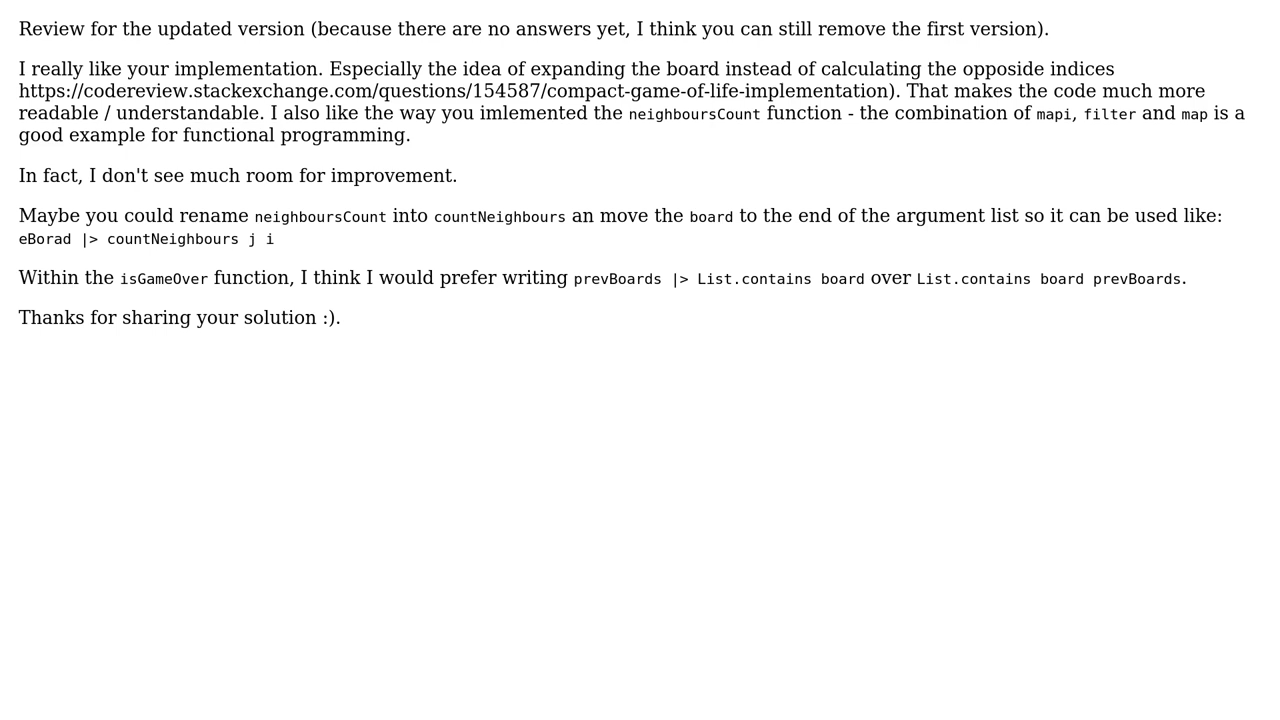 Review for the updated version (because there are no answers yet, I think you can still remove the first version).
I really like your implementation. Especially the idea of expanding the board instead of calculating the opposide indices
https://codereview.stackexchange.com/questions/154587/compact-game-of-life-implementation). That makes the code much more
readable / understandable. I also like the way you imlemented the neighboursCount function - the combination of mapi, filter and map is a
good example for functional programming.
In fact, I don't see much room for improvement.
Maybe you could rename neighboursCount into countNeighbours an move the board to the end of the argument list so it can be used like:
eBorad |> countNeighbours j i
Within the isGameOver function, I think I would prefer writing prevBoards |> List.contains board over List.contains board prevBoards.
Thanks for sharing your solution :).